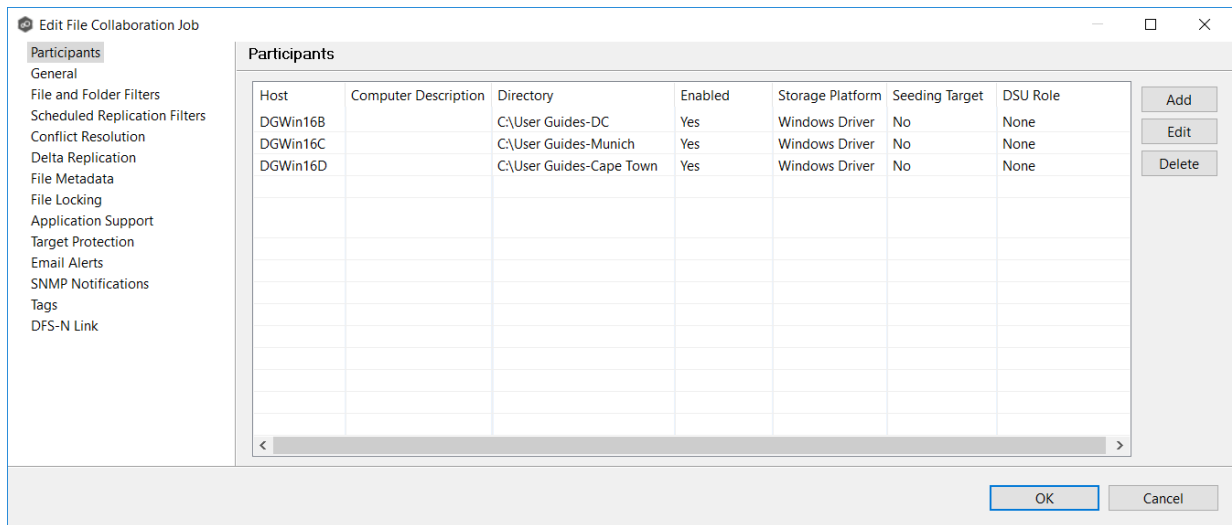 Edit File Collaboration Job
Participants
General
File and Folder Filters
Scheduled Replication Filters
Conflict Resolution
Delta Replication
File Metadata
File Locking
Application Support
Target Protection
Email Alerts
SNMP Notifications
Tags
DFS-N Link
Participants
Host Computer Description Directory Enabled Storage Platform Seeding Target DSU Role
DGWin16B C:\User Guides-DC Yes Windows Driver No None
DGWin16C C:\User Guides-Munich Yes Windows Driver No None
DGWin16D C:\User Guides-Cape Town Yes Windows Driver No None
Add
Edit
Delete
OK Cancel